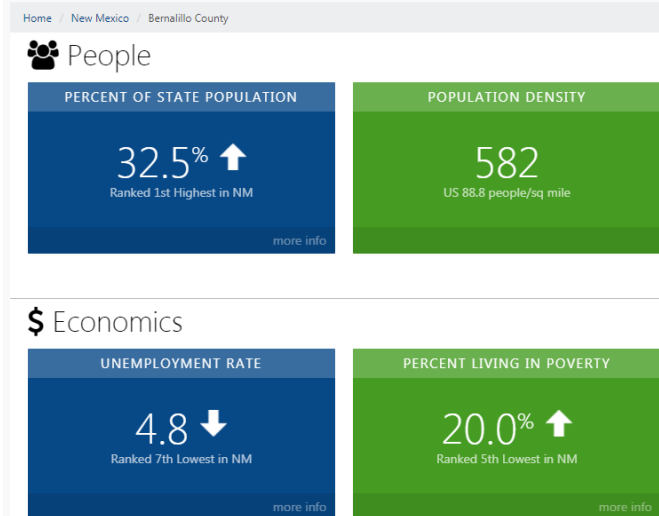 Home / New Mexico / Bernalillo County
People
PERCENT OF STATE POPULATION
32.5%
Ranked 1st Highest in NM
more info
POPULATION DENSITY
582
US 88.8 people/sq mile
$ Economics
UNEMPLOYMENT RATE
4.8
Ranked 7th Lowest in NM
more info
PERCENT LIVING IN POVERTY
20.0%
Ranked 5th Lowest in NM
more info